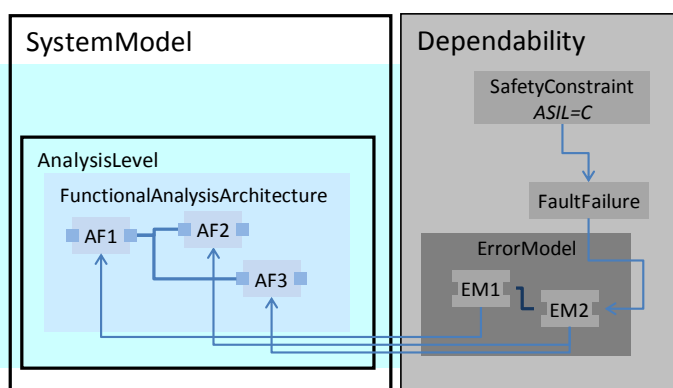 SystemModel
AnalysisLevel
FunctionalAnalysisArchitecture
AF1
AF2
AF3
Dependability
SafetyConstraint
ASIL=C
FaultFailure
ErrorModel
EM1
EM2